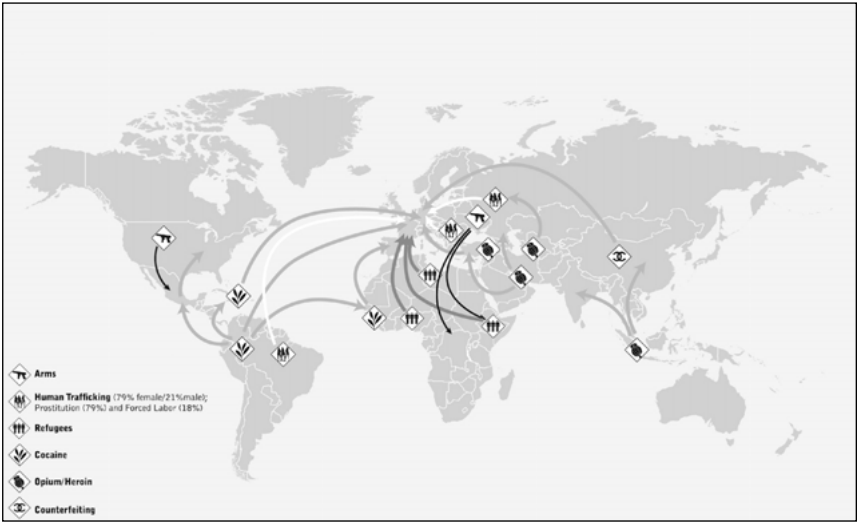 Arms
Human Trafficking (79% female/21%male);
Prostitution (79%) and Forced Labor (18%)
Refugees
Cocaine
Opium/Heroin
Counterfeiting